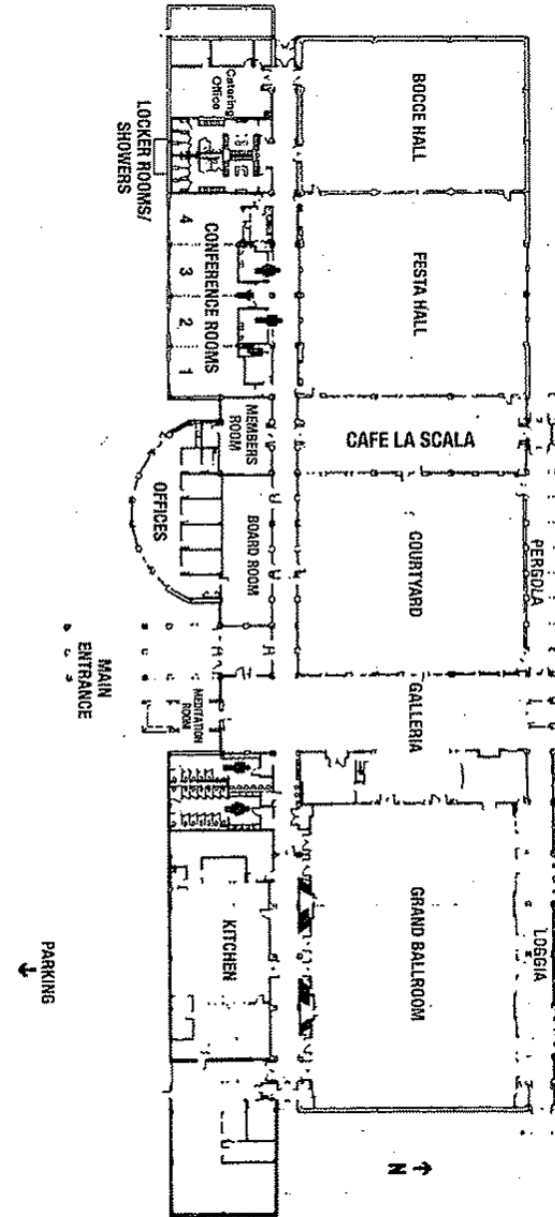 BOCCE HALL
Catering
Office
LOCKER ROOMS/
SHOWERS
FESTA HALL
CONFERENCE ROOMS
4
3
2
1
CAFE LA SCALA
MEMBERS
ROOM
OFFICES
BOARD ROOM
COURTYARD
PERGOLA
MAIN
ENTRANCE
MEDITATION
ROOM
GALLERIA
KITCHEN
GRAND BALLROOM
LOGGIA
PARKING
N